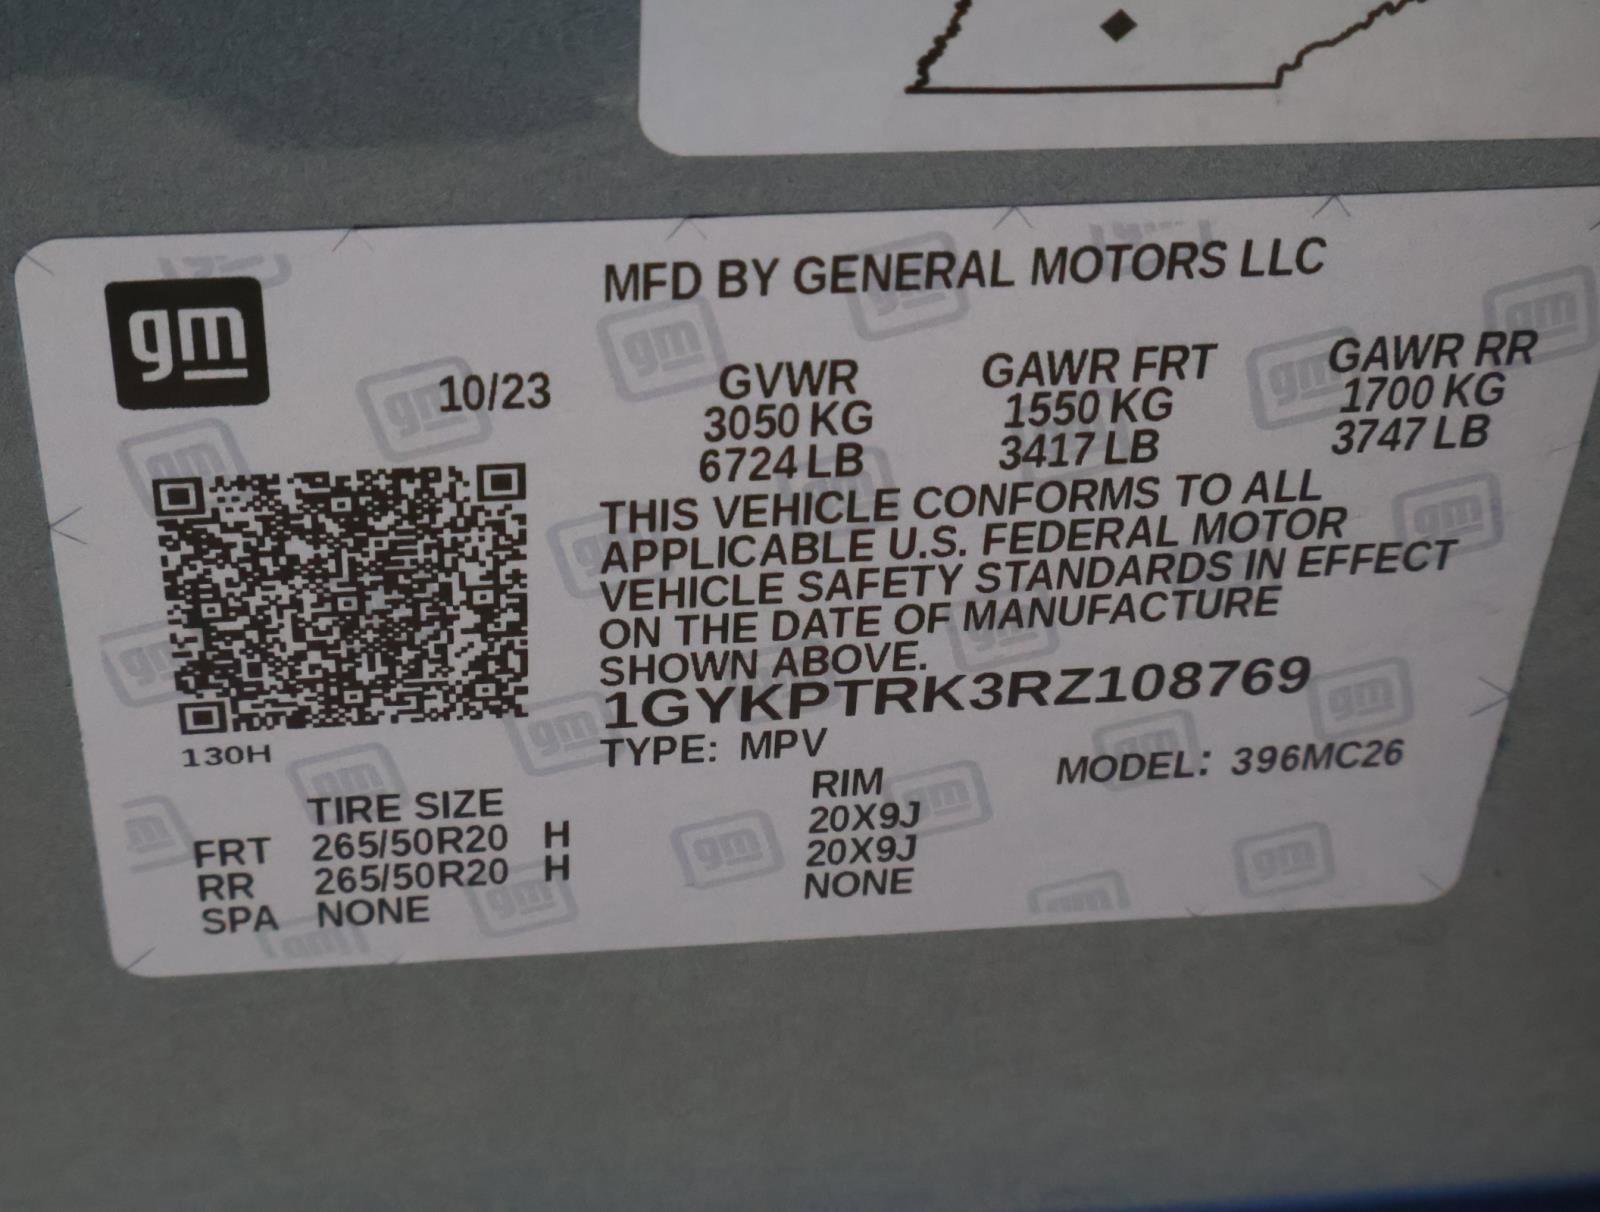 gm
MFD BY GENERAL MOTORS LLC
10/23
GVWR GAWR FRT GAWR RR
3050 KG 1550 KG 1700 KG
6724 LB 3417 LB 3747 LB
THIS VEHICLE CONFORMS TO ALL
APPLICABLE U.S. FEDERAL MOTOR
VEHICLE SAFETY STANDARDS IN EFFECT
ON THE DATE OF MANUFACTURE
SHOWN ABOVE.
1GYKPTRK3RZ108769
130H
TYPE: MPV MODEL: 396MC26
TIRE SIZE RIM
FRT 265/50R20 H 20X9J
RR 265/50R20 H 20X9J
SPA NONE NONE